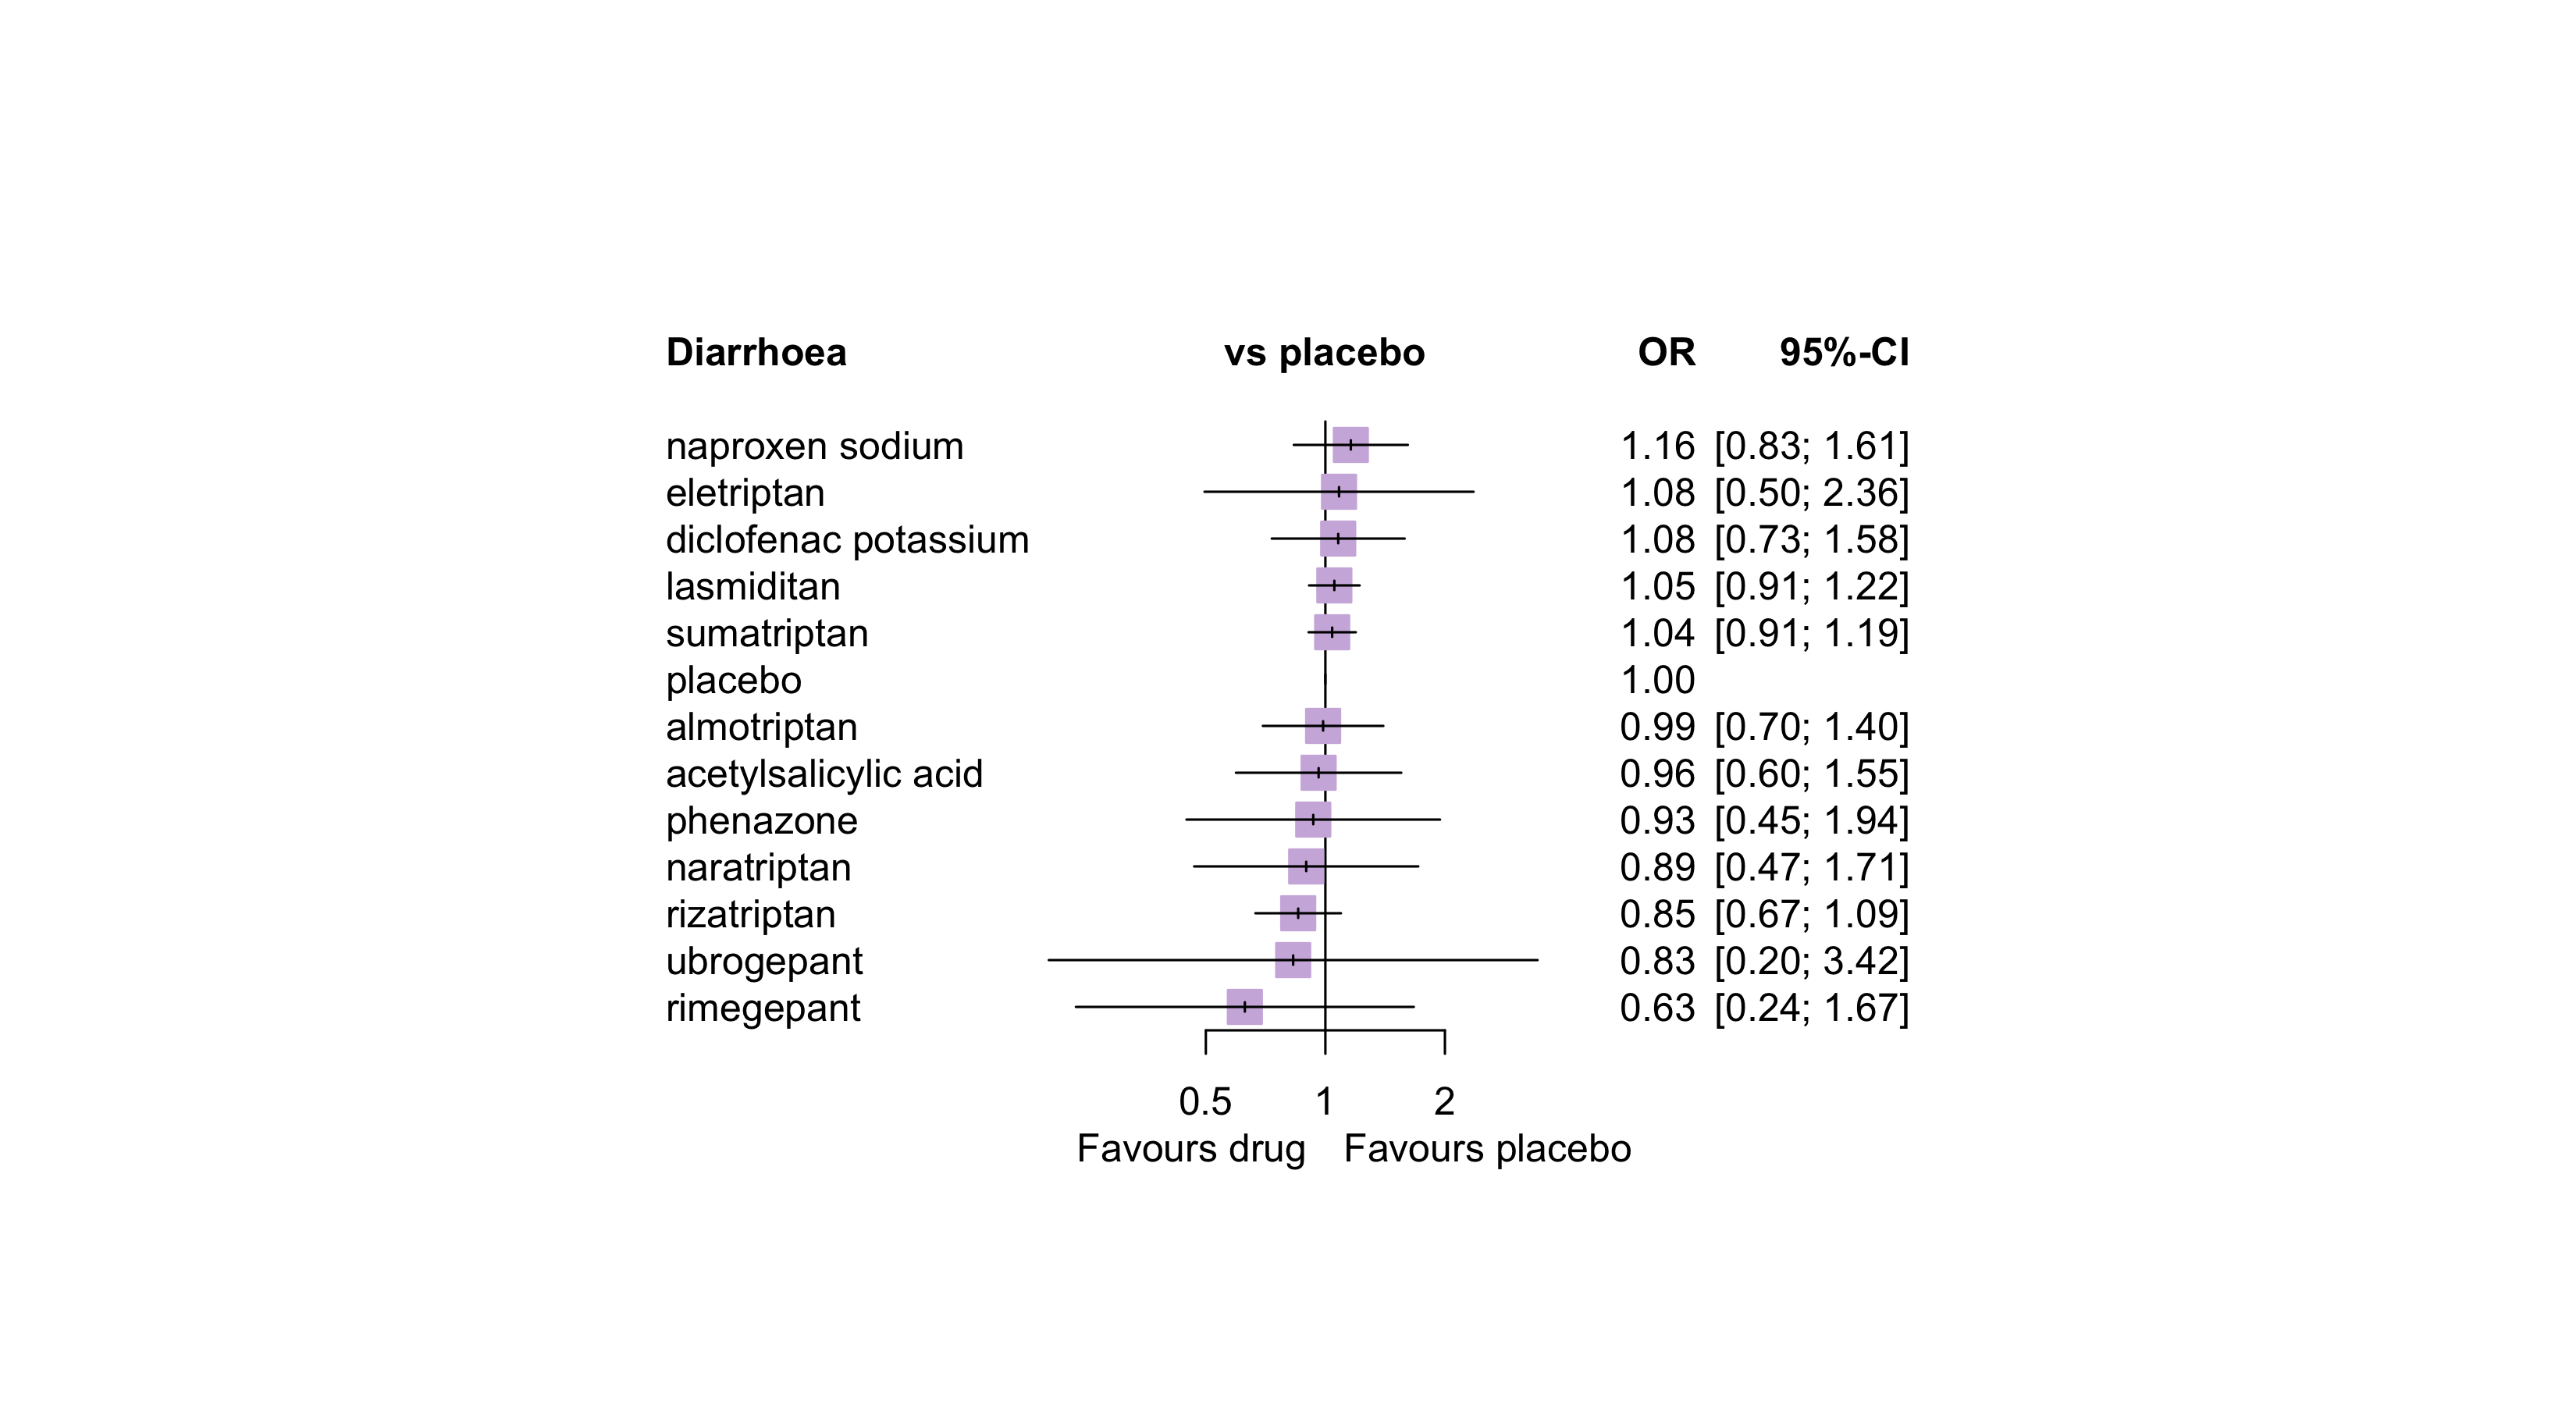 Diarrhoea vs placebo OR 95%-CI
naproxen sodium 1.16 [0.83; 1.61]
eletriptan 1.08 [0.50; 2.36]
diclofenac potassium 1.08 [0.73; 1.58]
lasmiditan 1.05 [0.91; 1.22]
sumatriptan 1.04 [0.91; 1.19]
placebo 1.00
almotriptan 0.99 [0.70; 1.40]
acetylsalicylic acid 0.96 [0.60; 1.55]
phenazone 0.93 [0.45; 1.94]
naratriptan 0.89 [0.47; 1.71]
rizatriptan 0.85 [0.67; 1.09]
ubrogepant 0.83 [0.20; 3.42]
rimegepant 0.63 [0.24; 1.67]
0.5 1 2
Favours drug Favours placebo